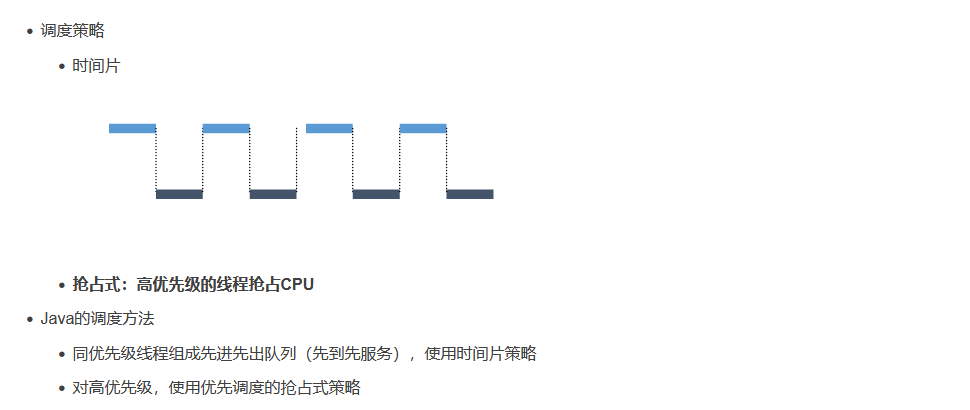 调度策略
时间片
抢占式：高优先级的线程抢占CPU
Java的调度方法
同优先级线程组成先进先出队列（先到先服务），使用时间片策略
对高优先级，使用优先调度的抢占式策略